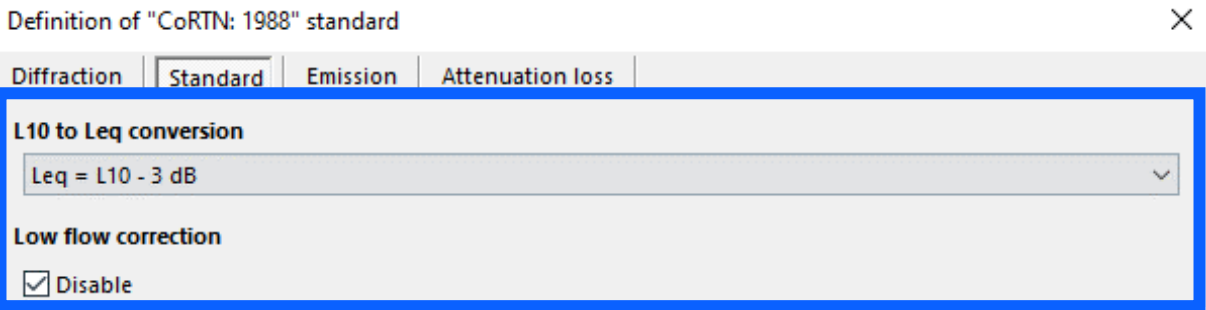 Definition of "CoRTN: 1988" standard
Diffraction Standard Emission Attenuation loss
L10 to Leq conversion
Leq = L10 - 3 dB
Low flow correction
Disable